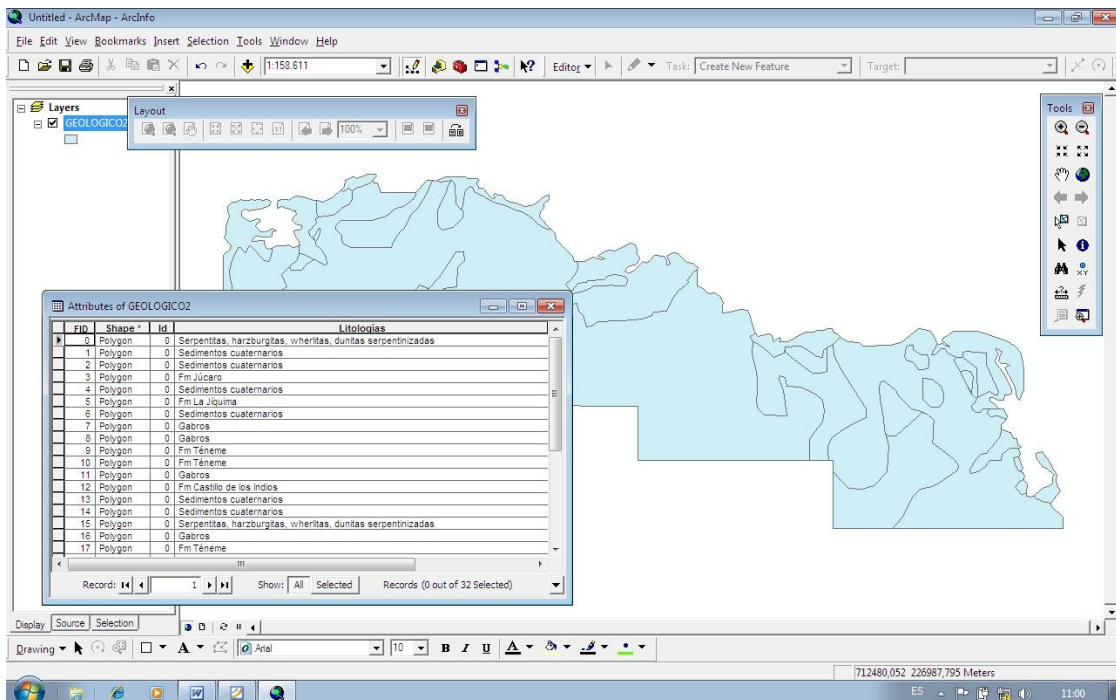 Untitled - ArcMap - ArcInfo
File Edit View Bookmarks Insert Selection Tools Window Help
1:158.611 Editor Task: Create New Feature Target:
Layers
GEOLOGICO2
Layout
100%
Tools
Attributes of GEOLOGICO2
FID Shape * Id Litologías
0 Polygon 0 Serpentitas, harzburgitas, wherlitas, dunitas serpentinizadas
1 Polygon 0 Sedimentos cuaternarios
2 Polygon 0 Sedimentos cuaternarios
3 Polygon 0 Fm Júcaro
4 Polygon 0 Sedimentos cuaternarios
5 Polygon 0 Fm La Jíquima
6 Polygon 0 Sedimentos cuaternarios
7 Polygon 0 Gabros
8 Polygon 0 Gabros
9 Polygon 0 Fm Téneme
10 Polygon 0 Fm Téneme
11 Polygon 0 Gabros
12 Polygon 0 Fm Castillo de los Indios
13 Polygon 0 Sedimentos cuaternarios
14 Polygon 0 Sedimentos cuaternarios
15 Polygon 0 Serpentitas, harzburgitas, wherlitas, dunitas serpentinizadas
16 Polygon 0 Gabros
17 Polygon 0 Fm Téneme
Record: 1 Show: All Selected Records (0 out of 32 Selected)
Display Source Selection
Drawing A Arial 10 B I U A
712480,052 226987,795 Meters
ES 11:00